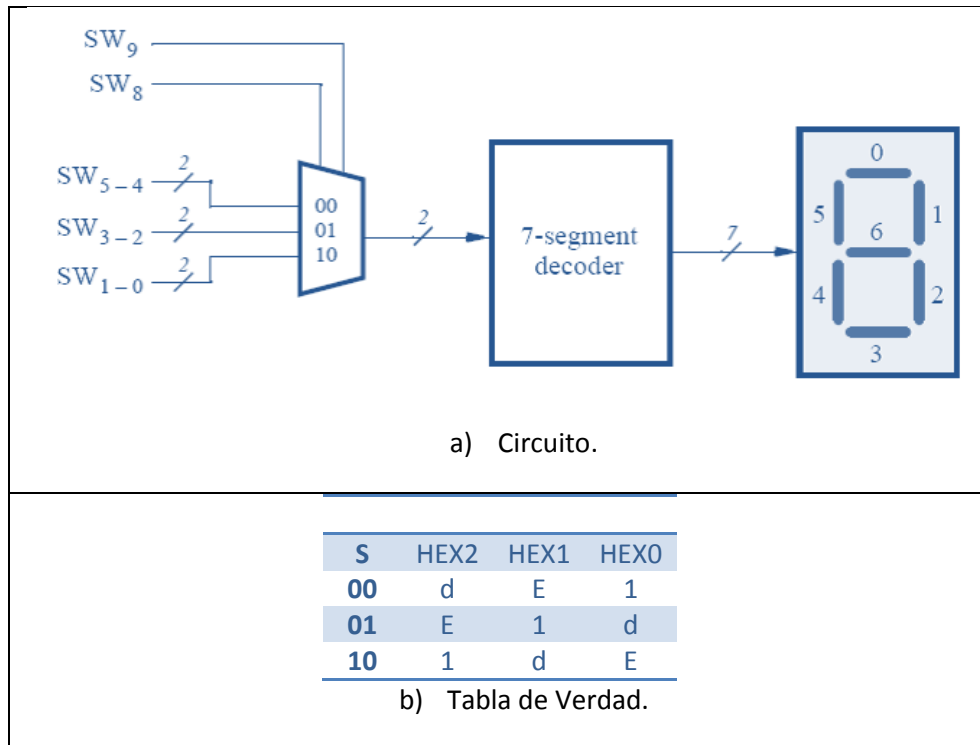 SW9
SW8
SW5-4
2
SW3-2
2
SW1-0
2
00
01
10
2
7-segment
decoder
7
0
5
1
6
4
2
3
a) Circuito.
S HEX2 HEX1 HEX0
00 d E 1
01 E 1 d
10 1 d E
b) Tabla de Verdad.